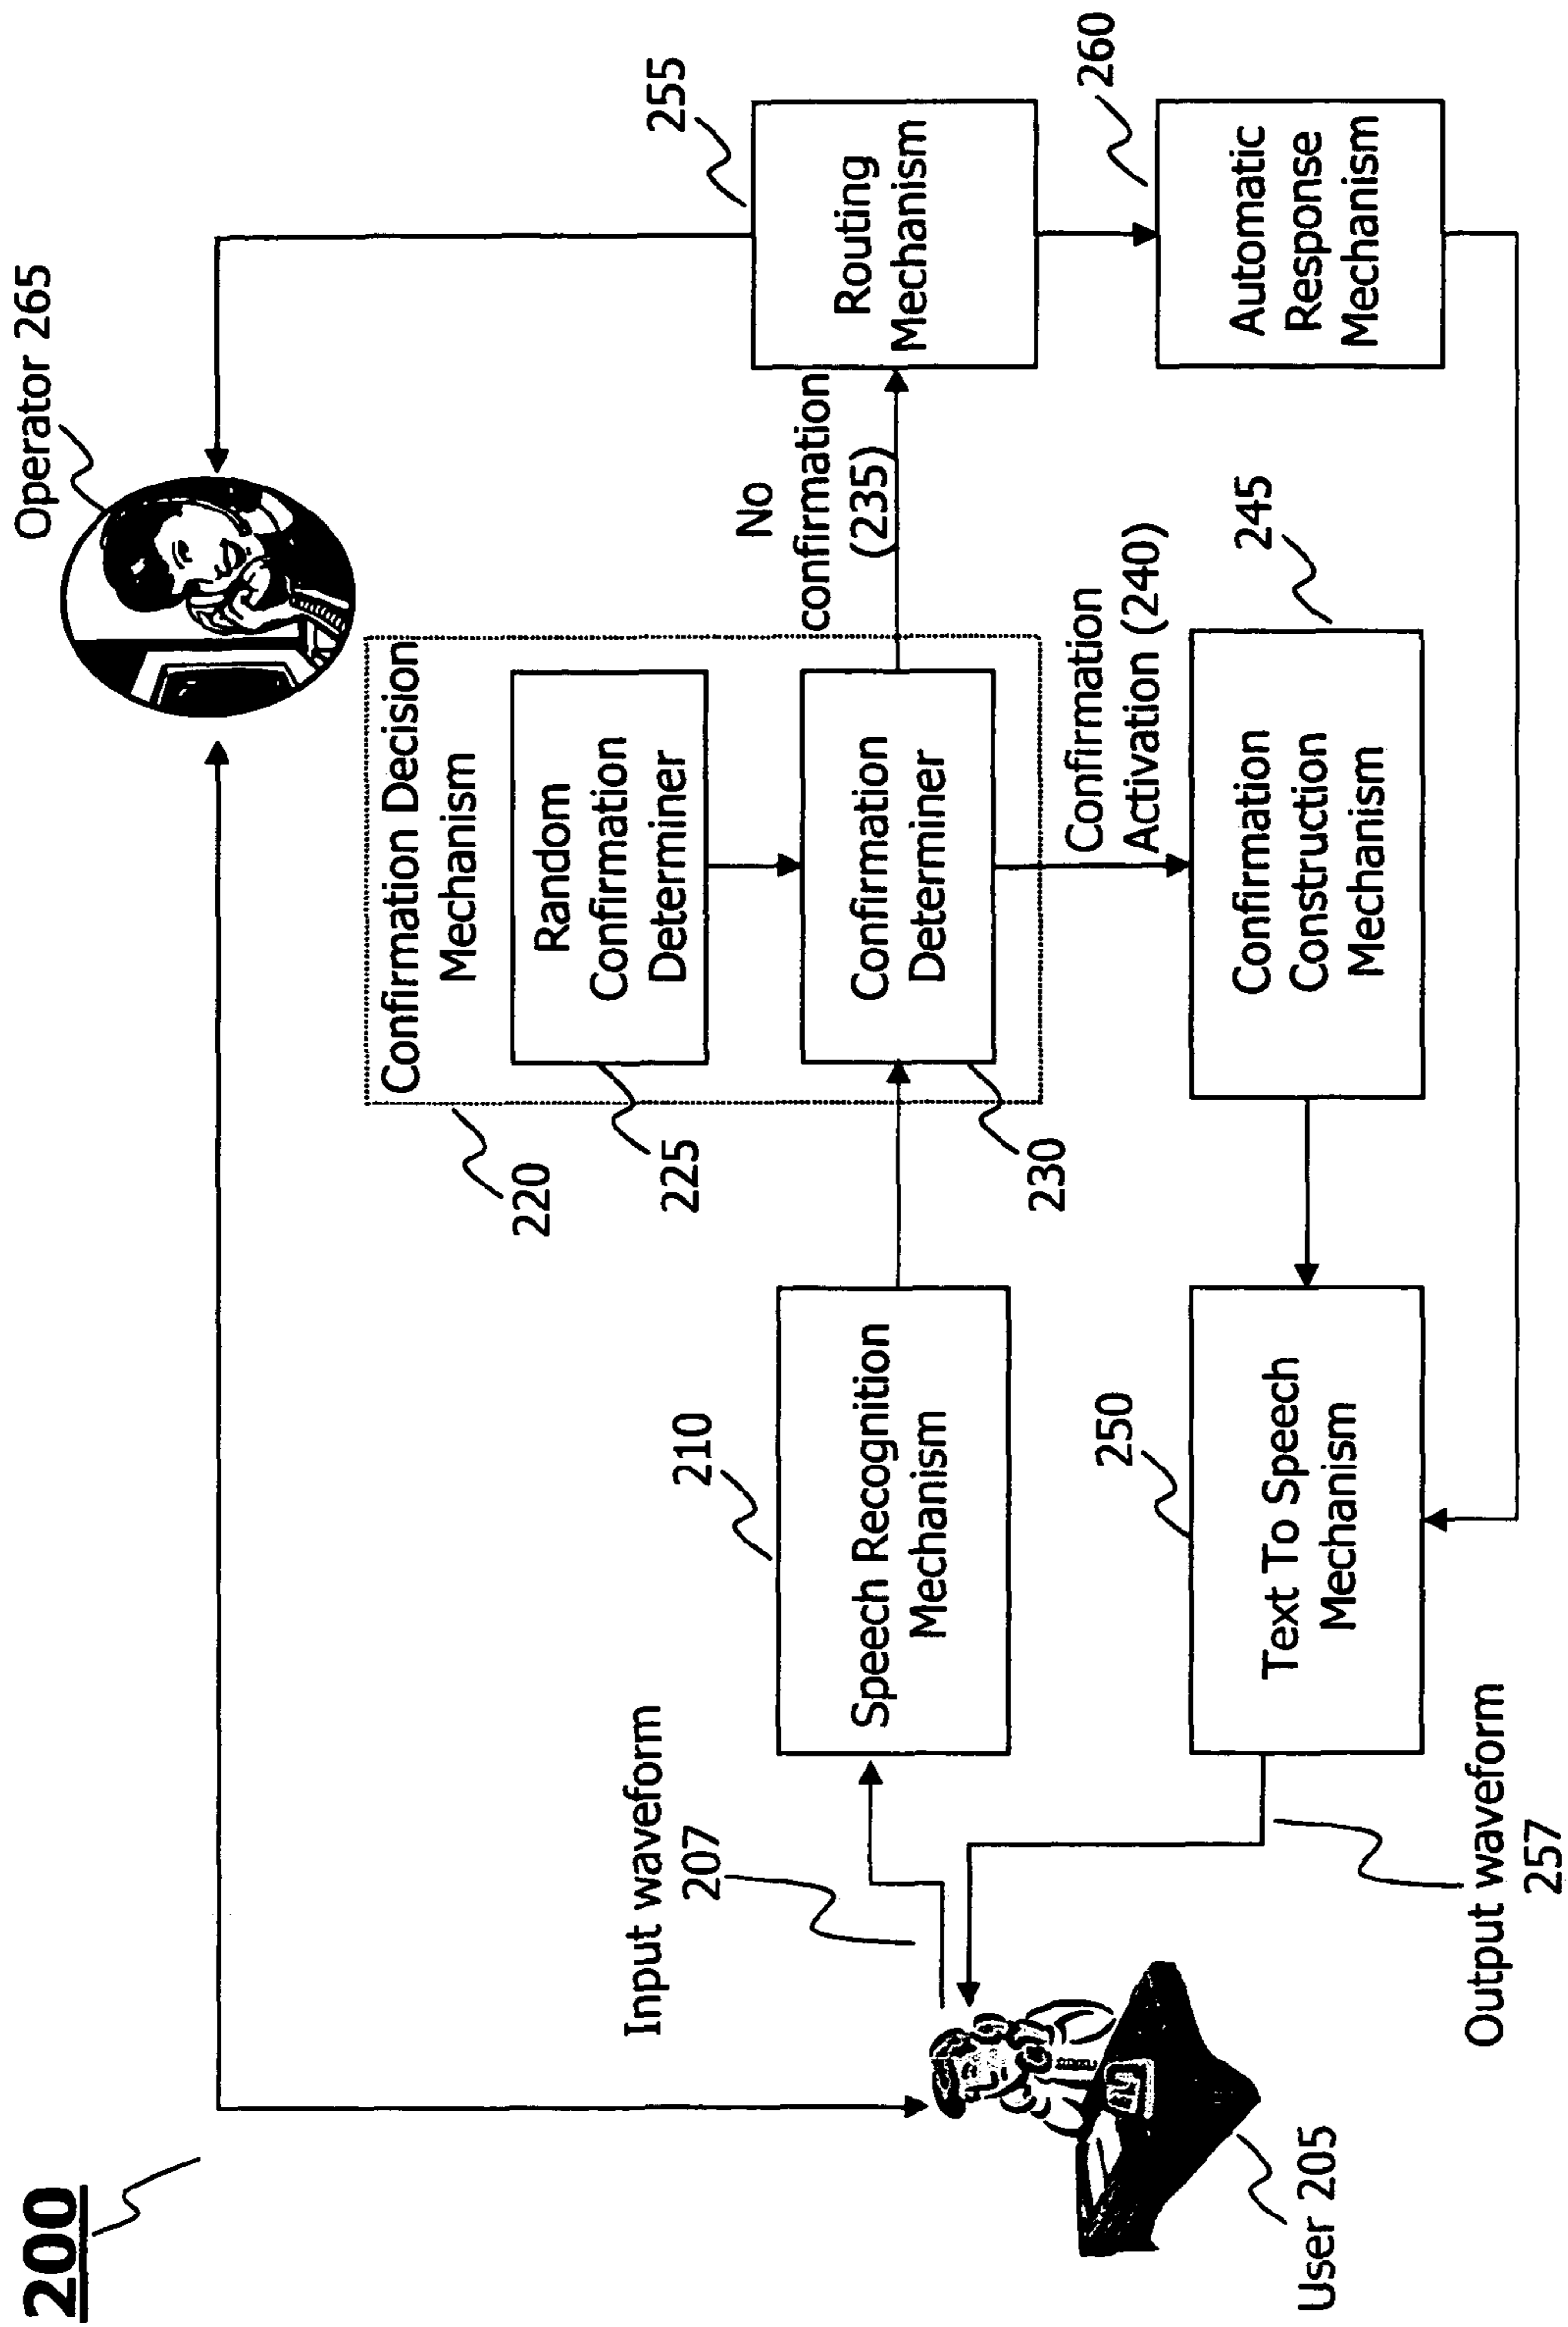 200
Operator 265
Confirmation Decision
Mechanism
Random
Confirmation
Determiner
220
225
No
confirmation
(235)
255
Routing
Mechanism
Input waveform
207
210
Speech Recognition
Mechanism
Confirmation
Determiner
230
Confirmation
Activation (240)
260
Automatic
Response
Mechanism
User 205
250
Text To Speech
Mechanism
Confirmation
Construction
Mechanism
245
Output waveform
257